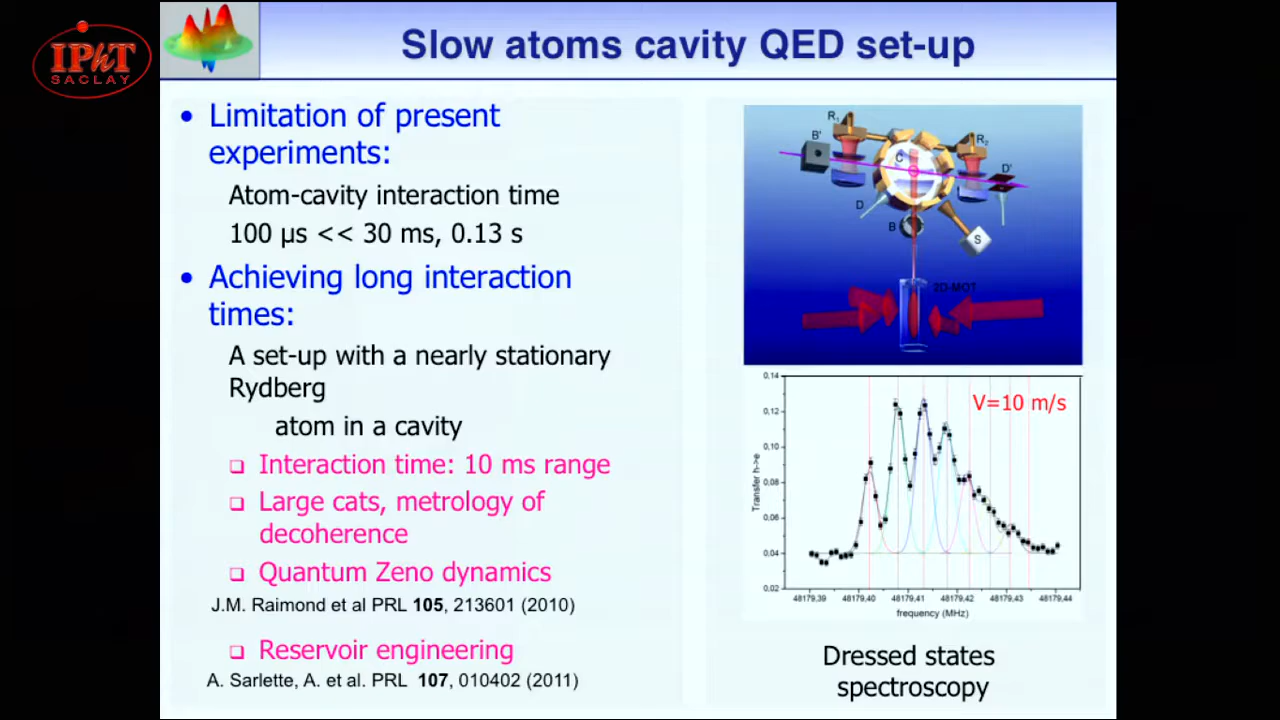 IPhT
SACLAY
Slow atoms cavity QED set-up
• Limitation of present
experiments:
Atom-cavity interaction time
100 µs << 30 ms, 0.13 s
• Achieving long interaction
times:
A set-up with a nearly stationary
Rydberg
atom in a cavity
❑ Interaction time: 10 ms range
❑ Large cats, metrology of
decoherence
❑ Quantum Zeno dynamics
J.M. Raimond et al PRL 105, 213601 (2010)
❑ Reservoir engineering
A. Sarlette, A. et al. PRL 107, 010402 (2011)
R1
B'
R2
C
D'
D
B
S
2D-MOT
0,14
V=10 m/s
0,12
0,10
0,08
0,06
0,04
0,02
Transfer h->e
48179,39 48179,40 48179,41 48179,42 48179,43 48179,44
frequency (MHz)
Dressed states
spectroscopy